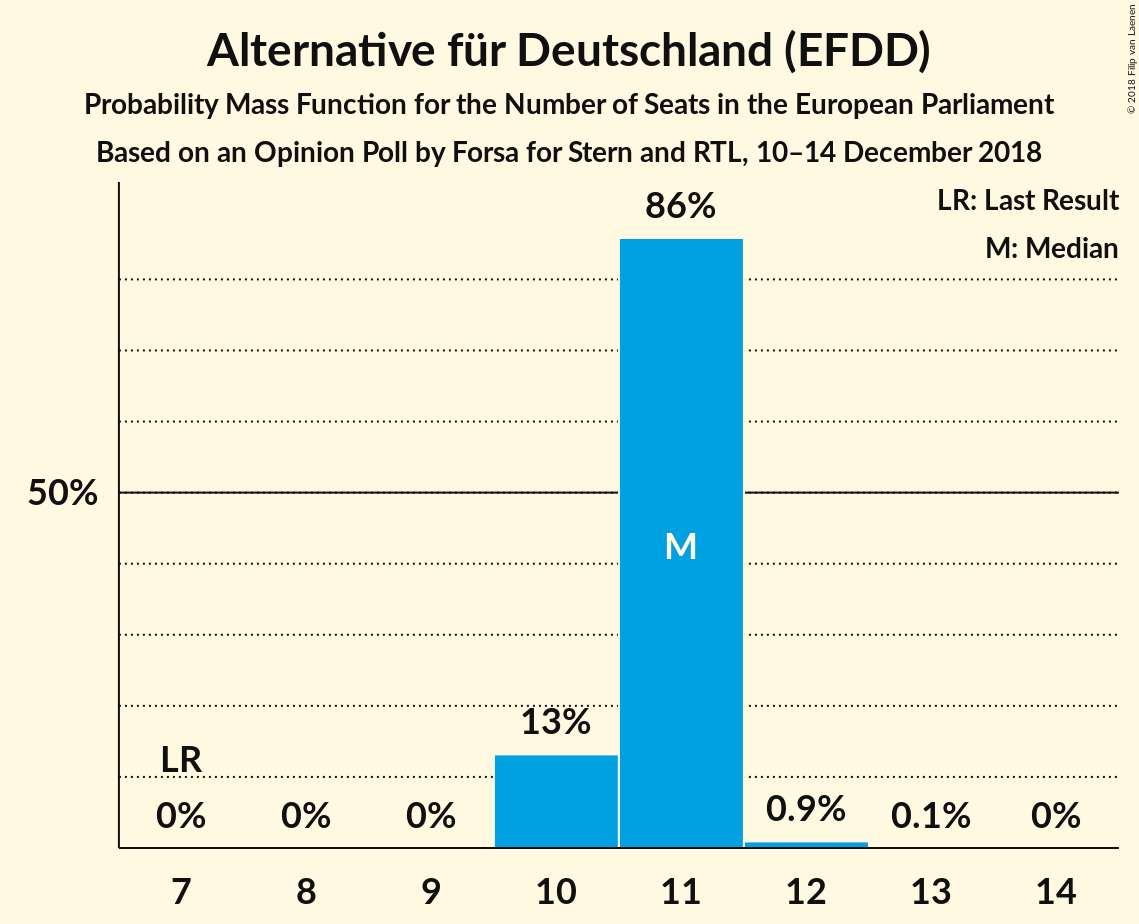 Alternative für Deutschland (EFDD)
Probability Mass Function for the Number of Seats in the European Parliament
Based on an Opinion Poll by Forsa for Stern and RTL, 10–14 December 2018
© 2018 Filip van Laenen
LR: Last Result
M: Median
86%
50%
M
13%
LR
0% 0% 0% 0.9% 0.1% 0%
7 8 9 10 11 12 13 14